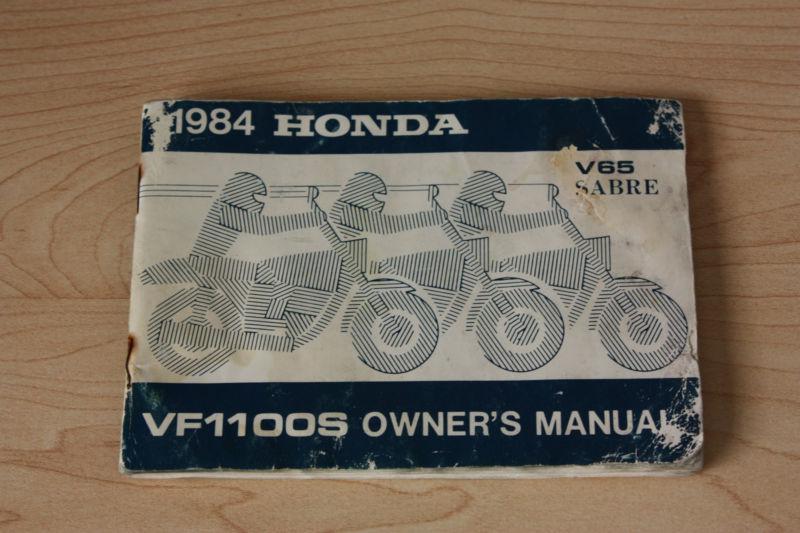 1984 HONDA
V65
SABRE
VF1100S OWNER'S MANUAL